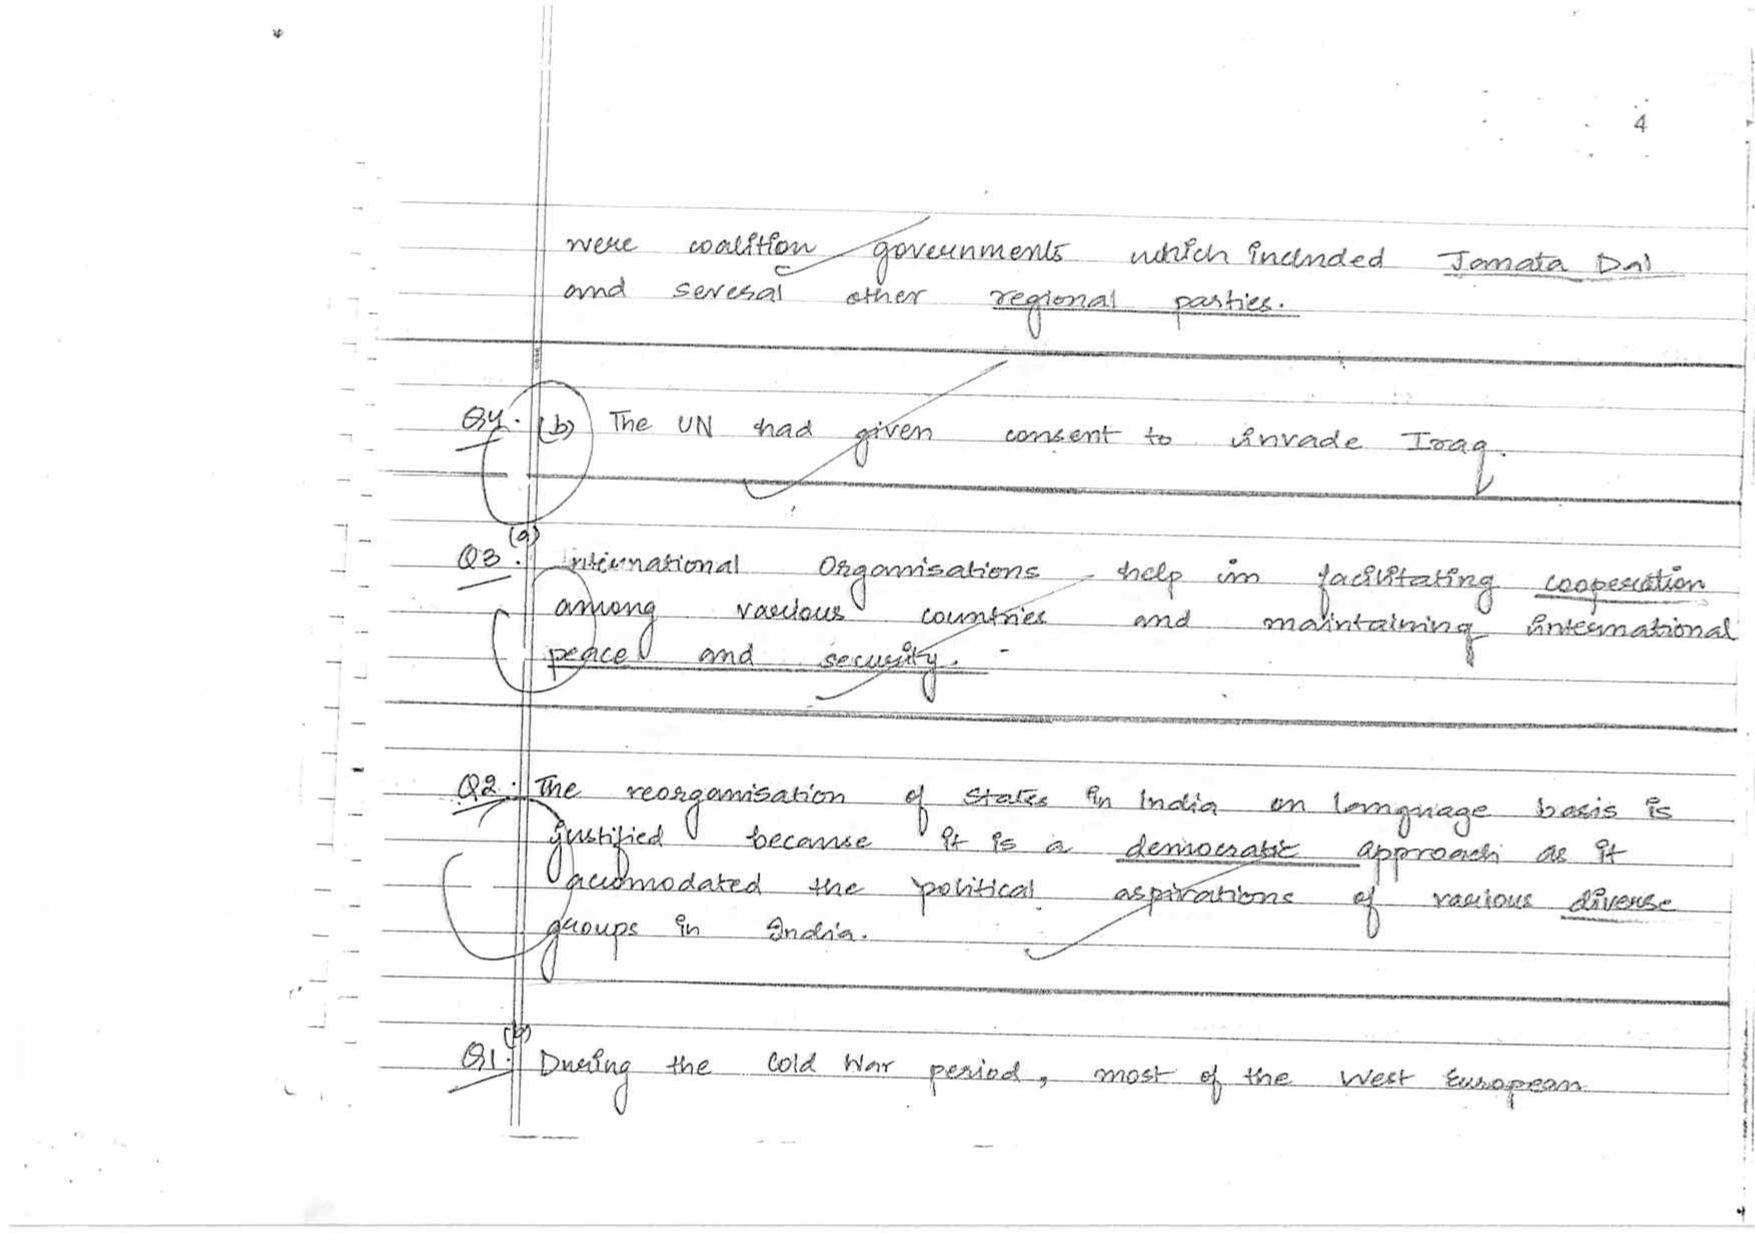 4
were coalition governments which included Janata Dal
and several other regional parties.
Q4. (b) The UN had given consent to invade Iraq.
(a)
Q3. International Organisations help in facilitating cooperation
among various countries and maintaining international
peace and security.
Q2. The reorganisation of states in India on language basis is
justified because it is a democratic approach as it
accomodated the political aspirations of various diverse
groups in India.
(b)
Q1. During the Cold War period, most of the West European